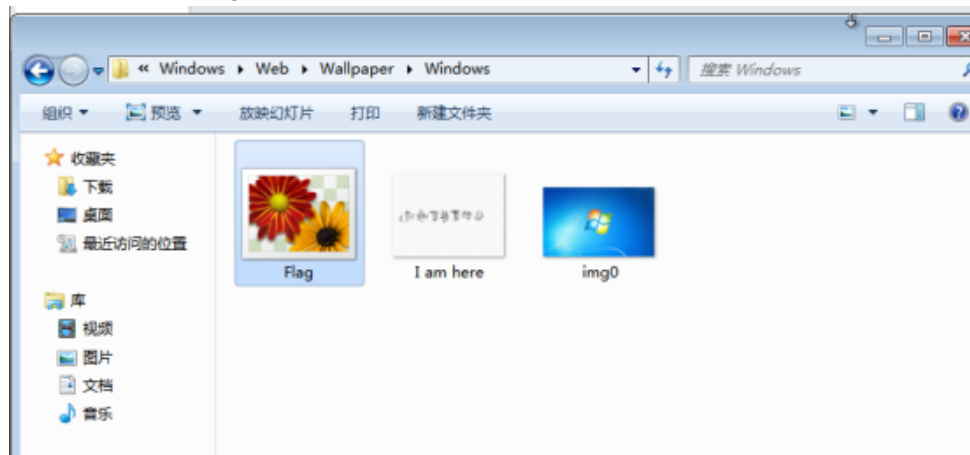 « Windows ▸ Web ▸ Wallpaper ▸ Windows
搜索 Windows
组织 预览 放映幻灯片 打印 新建文件夹
收藏夹
下载
桌面
最近访问的位置
库
视频
图片
文档
音乐
Flag
I am here
img0